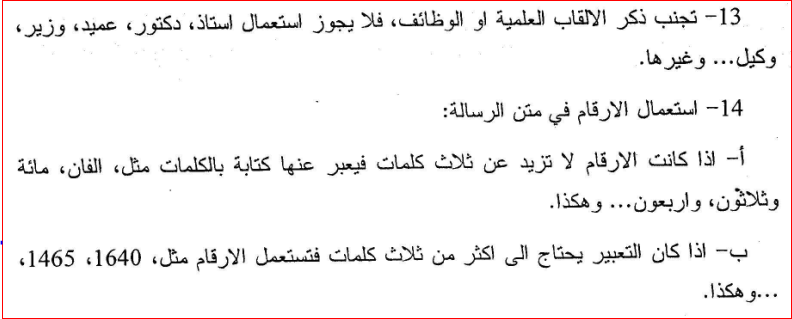 13- تجنب ذكر الالقاب العلمية او الوظائف، فلا يجوز استعمال استاذ، دكتور، عميد، وزير،
وكيل... وغيرها.
14- استعمال الارقام في متن الرسالة:
أ- اذا كانت الارقام لا تزيد عن ثلاث كلمات فيعبر عنها كتابة بالكلمات مثل، الفان، مائة
وثلاثون، واربعون... وهكذا.
ب- اذا كان التعبير يحتاج الى اكثر من ثلاث كلمات فتستعمل الارقام مثل، 1640، 1465،
...وهكذا.